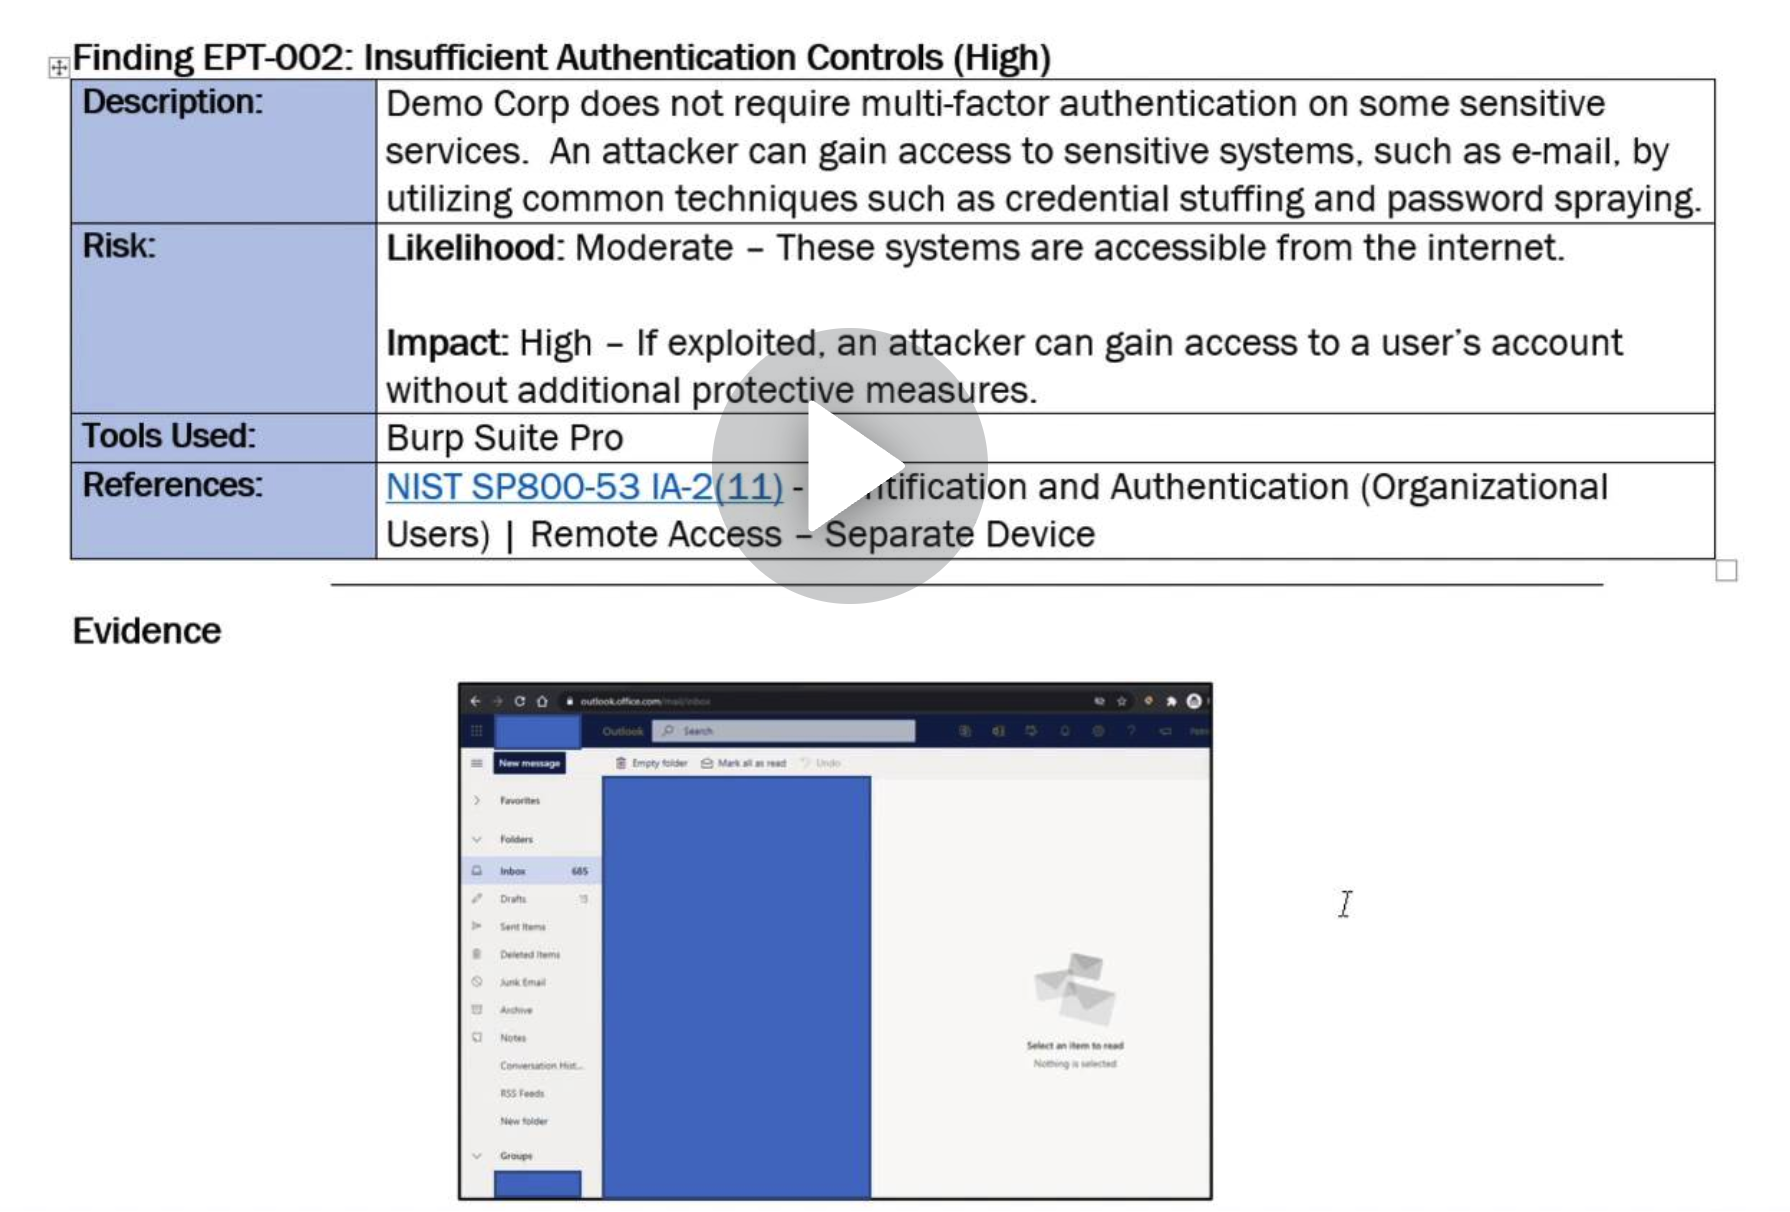 Finding EPT-002: Insufficient Authentication Controls (High)
Description:
Demo Corp does not require multi-factor authentication on some sensitive
services.  An attacker can gain access to sensitive systems, such as e-mail, by
utilizing common techniques such as credential stuffing and password spraying.
Risk:
Likelihood: Moderate – These systems are accessible from the internet.
Impact: High – If exploited, an attacker can gain access to a user's account
without additional protective measures.
Tools Used:
Burp Suite Pro
References:
NIST SP800-53 IA-2(11) - ntification and Authentication (Organizational
Users) | Remote Access – Separate Device
Evidence
outlook.office.com/mail/inbox
Outlook
Search
New message
Empty folder
Mark all as read
Undo
Favorites
Folders
Inbox 685
Drafts 13
Sent Items
Deleted Items
Junk Email
Archive
Notes
Conversation Hist...
RSS Feeds
New folder
Groups
Select an item to read
Nothing is selected